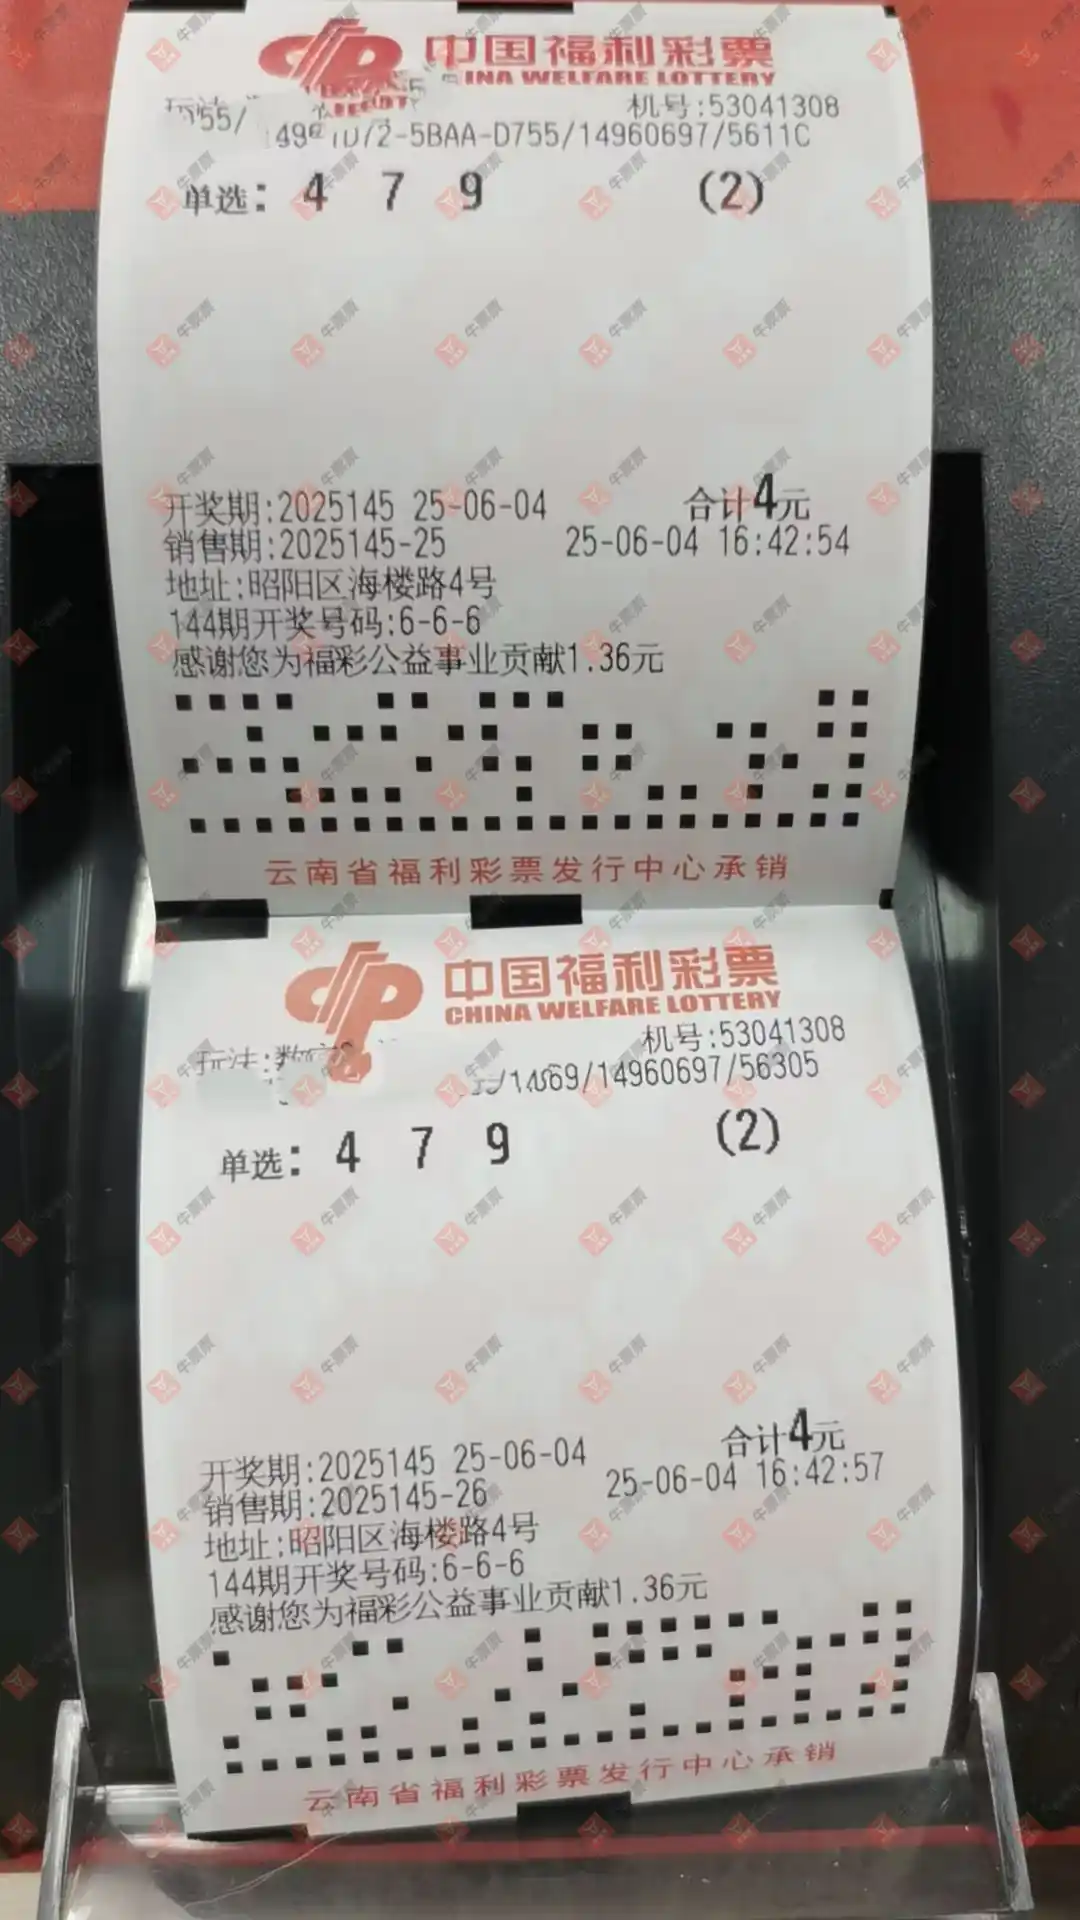 中国福利彩票
INA WELFARE LOTTERY
机号:53041308
2-5BAA-D755/14960697/5611C
单选: 4 7 9 (2)
合计4元
开奖期:2025145 25-06-04
销售期:2025145-25 25-06-04 16:42:54
地址:昭阳区海楼路4号
144期开奖号码:6-6-6
感谢您为福彩公益事业贡献1.36元
云南省福利彩票发行中心承销
中国福利彩票
CHINA WELFARE LOTTERY
机号:53041308
玩法:
69/14960697/56305
单选: 4 7 9 (2)
合计4元
开奖期:2025145 25-06-04
销售期:2025145-26 25-06-04 16:42:57
地址:昭阳区海楼路4号
144期开奖号码:6-6-6
感谢您为福彩公益事业贡献1.36元
云南省福利彩票发行中心承销
牛票票